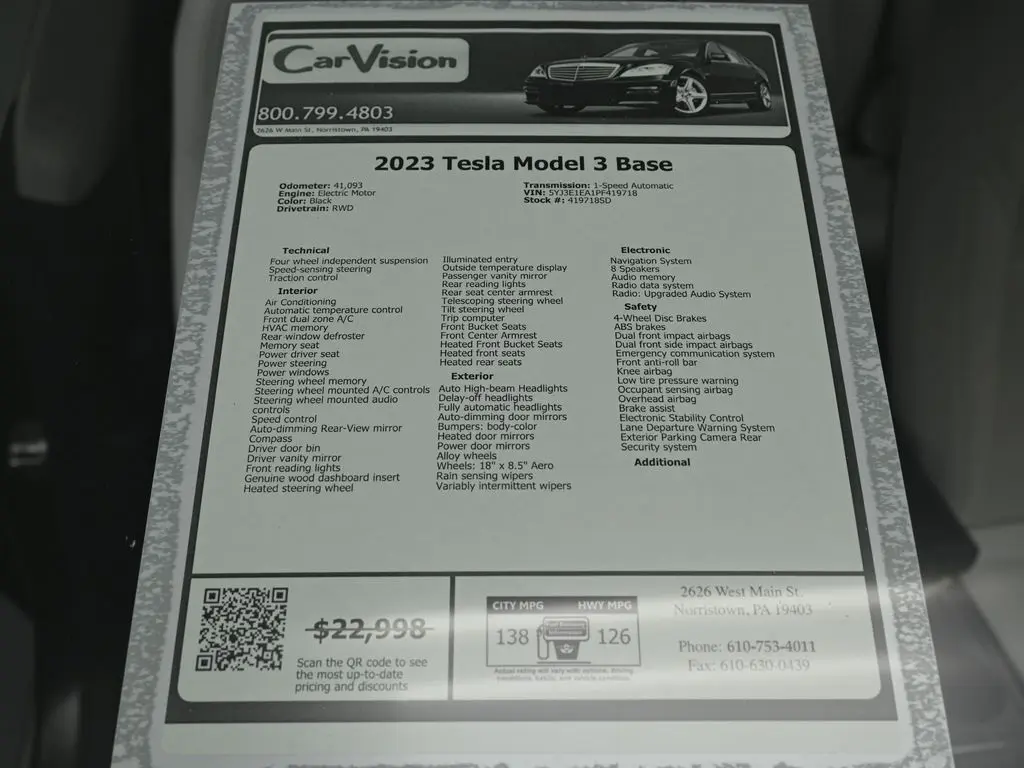 CarVision
800.799.4803
2626 W Main St, Norristown, PA 19403
2023 Tesla Model 3 Base
Odometer: 41,093
Engine: Electric Motor
Color: Black
Drivetrain: RWD
Transmission: 1-Speed Automatic
VIN: 5YJ3E1EA1PF419718
Stock #: 419718SD
Technical
Four wheel independent suspension
Speed-sensing steering
Traction control
Interior
Air Conditioning
Automatic temperature control
Front dual zone A/C
HVAC memory
Rear window defroster
Memory seat
Power driver seat
Power steering
Power windows
Steering wheel memory
Steering wheel mounted A/C controls
Steering wheel mounted audio
controls
Speed control
Auto-dimming Rear-View mirror
Compass
Driver door bin
Driver vanity mirror
Front reading lights
Genuine wood dashboard insert
Heated steering wheel
Illuminated entry
Outside temperature display
Passenger vanity mirror
Rear reading lights
Rear seat center armrest
Telescoping steering wheel
Tilt steering wheel
Trip computer
Front Bucket Seats
Front Center Armrest
Heated Front Bucket Seats
Heated front seats
Heated rear seats
Exterior
Auto High-beam Headlights
Delay-off headlights
Fully automatic headlights
Auto-dimming door mirrors
Bumpers: body-color
Heated door mirrors
Power door mirrors
Alloy wheels
Wheels: 18" x 8.5" Aero
Rain sensing wipers
Variably intermittent wipers
Electronic
Navigation System
8 Speakers
Audio memory
Radio data system
Radio: Upgraded Audio System
Safety
4-Wheel Disc Brakes
ABS brakes
Dual front impact airbags
Dual front side impact airbags
Emergency communication system
Front anti-roll bar
Knee airbag
Low tire pressure warning
Occupant sensing airbag
Overhead airbag
Brake assist
Electronic Stability Control
Lane Departure Warning System
Exterior Parking Camera Rear
Security system
Additional
$22,998
Scan the QR code to see
the most up-to-date
pricing and discounts
CITY MPG HWY MPG
138 126
Actual rating will vary with options, driving
conditions, habits, and vehicle condition.
2626 West Main St.
Norristown, PA 19403
Phone: 610-753-4011
Fax: 610-630-0439